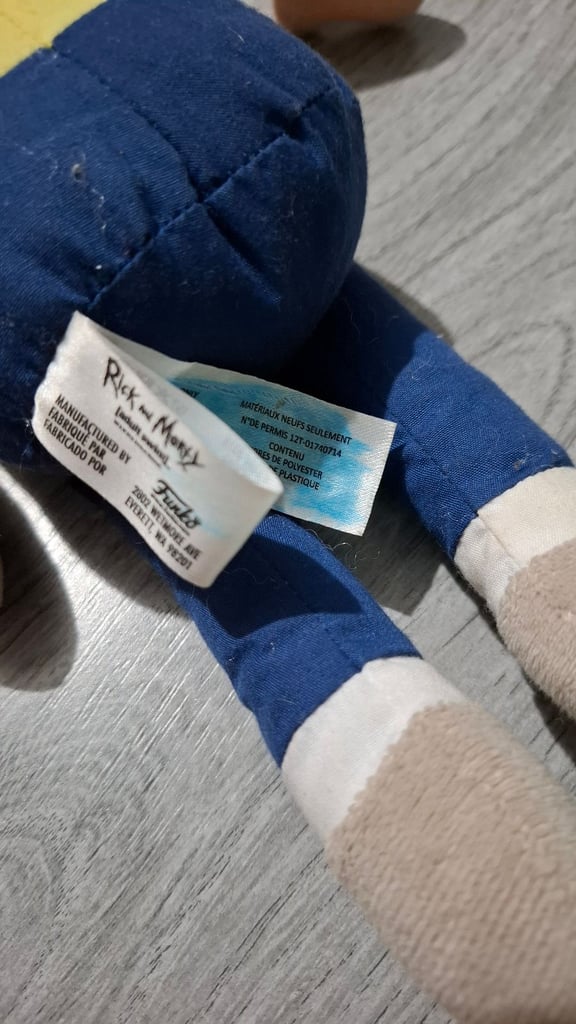 Rick and Morty
[adult swim]
MANUFACTURED BY
FABRIQUÉ PAR
FABRICADO POR
Funko
2802 WETMORE AVE
EVERETT, WA 98201
MATÉRIAUX NEUFS SEULEMENT
N°DE PERMIS 12T-01740714
CONTENU
DE POLYESTER
DE PLASTIQUE